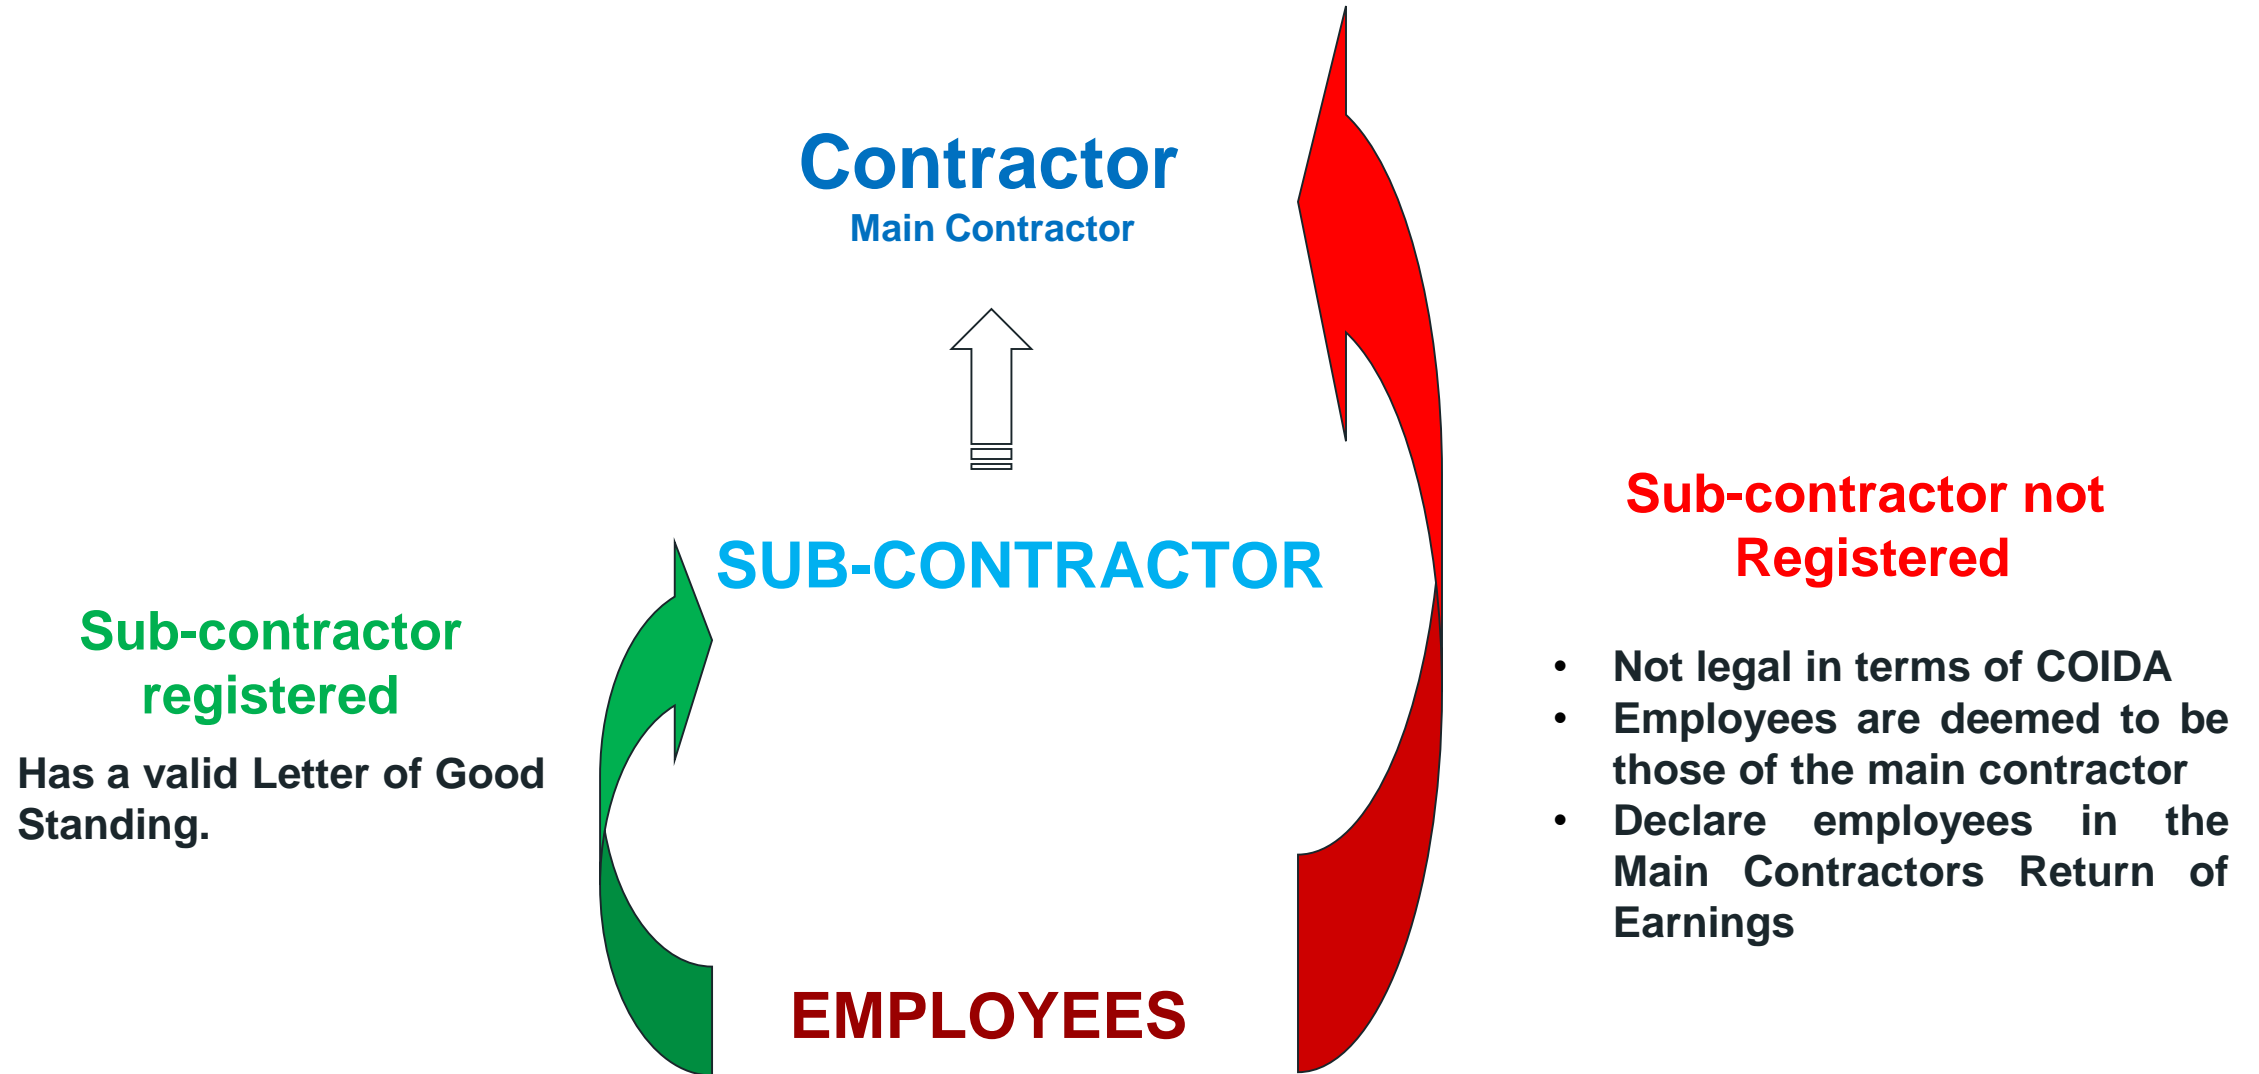 Contractor
Main Contractor
SUB-CONTRACTOR
Sub-contractor
registered
Has a valid Letter of Good
Standing.
EMPLOYEES
Sub-contractor not
Registered
• Not legal in terms of COIDA
• Employees are deemed to be
those of the main contractor
• Declare employees in the
Main Contractors Return of
Earnings